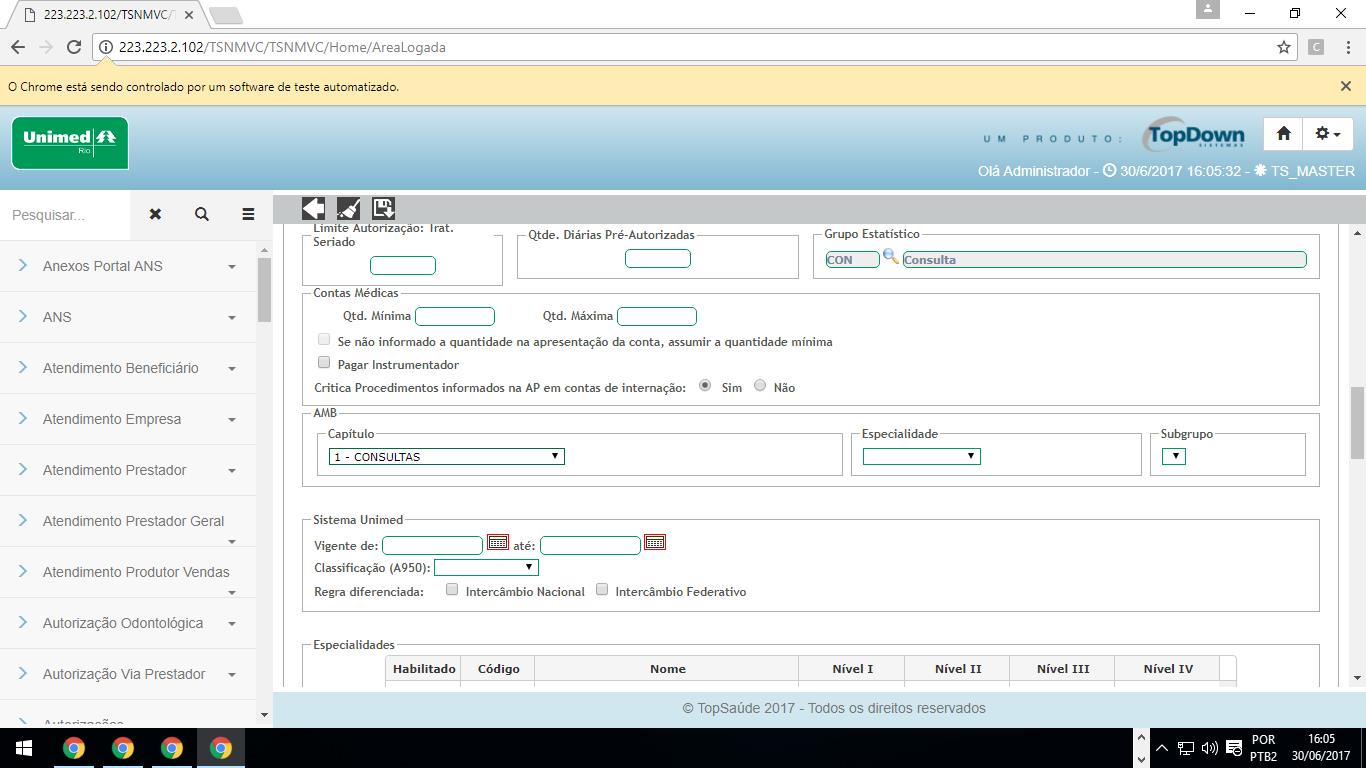 223.223.2.102/TSNMVC/T
223.223.2.102/TSNMVC/TSNMVC/Home/AreaLogada
C
O Chrome está sendo controlado por um software de teste automatizado.
Unimed
Rio
UM PRODUTO:
TopDown
SISTEMAS
Olá Administrador - 30/6/2017 16:05:32 - TS_MASTER
Pesquisar...
Anexos Portal ANS
ANS
Atendimento Beneficiário
Atendimento Empresa
Atendimento Prestador
Atendimento Prestador Geral
Atendimento Produtor Vendas
Autorização Odontológica
Autorização Via Prestador
Autorizações
Limite Autorização: Trat.
Seriado
Qtde. Diárias Pré-Autorizadas
Grupo Estatístico
CON
Consulta
Contas Médicas
Qtd. Mínima
Qtd. Máxima
Se não informado a quantidade na apresentação da conta, assumir a quantidade mínima
Pagar Instrumentador
Critica Procedimentos informados na AP em contas de internação: Sim Não
AMB
Capítulo
1 - CONSULTAS
Especialidade
Subgrupo
Sistema Unimed
Vigente de: até:
Classificação (A950):
Regra diferenciada: Intercâmbio Nacional Intercâmbio Federativo
Especialidades
Habilitado Código Nome Nível I Nível II Nível III Nível IV
© TopSaúde 2017 - Todos os direitos reservados
POR
PTB2
16:05
30/06/2017